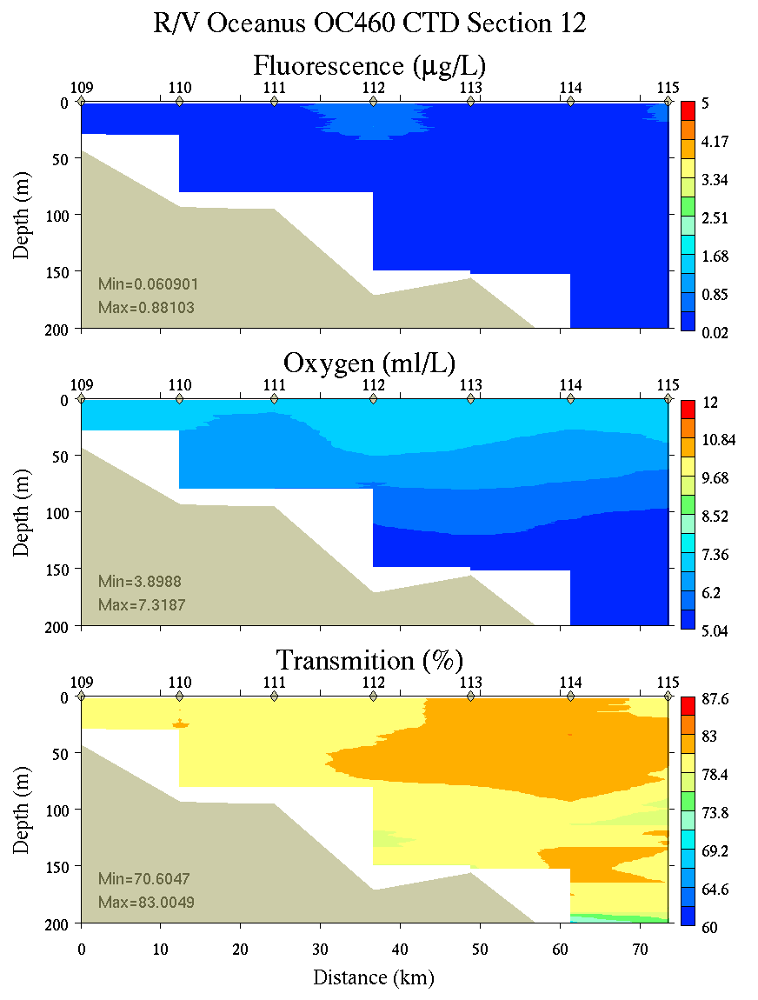 R/V Oceanus OC460 CTD Section 12
Fluorescence (µg/L)
109 110 111 112 113 114 115
0
50
100
150
200
Depth (m)
Min=0.060901
Max=0.88103
5
4.17
3.34
2.51
1.68
0.85
0.02
Oxygen (ml/L)
109 110 111 112 113 114 115
0
50
100
150
200
Depth (m)
Min=3.8988
Max=7.3187
12
10.84
9.68
8.52
7.36
6.2
5.04
Transmition (%)
109 110 111 112 113 114 115
0
50
100
150
200
Depth (m)
Min=70.6047
Max=83.0049
87.6
83
78.4
73.8
69.2
64.6
60
0 10 20 30 40 50 60 70
Distance (km)